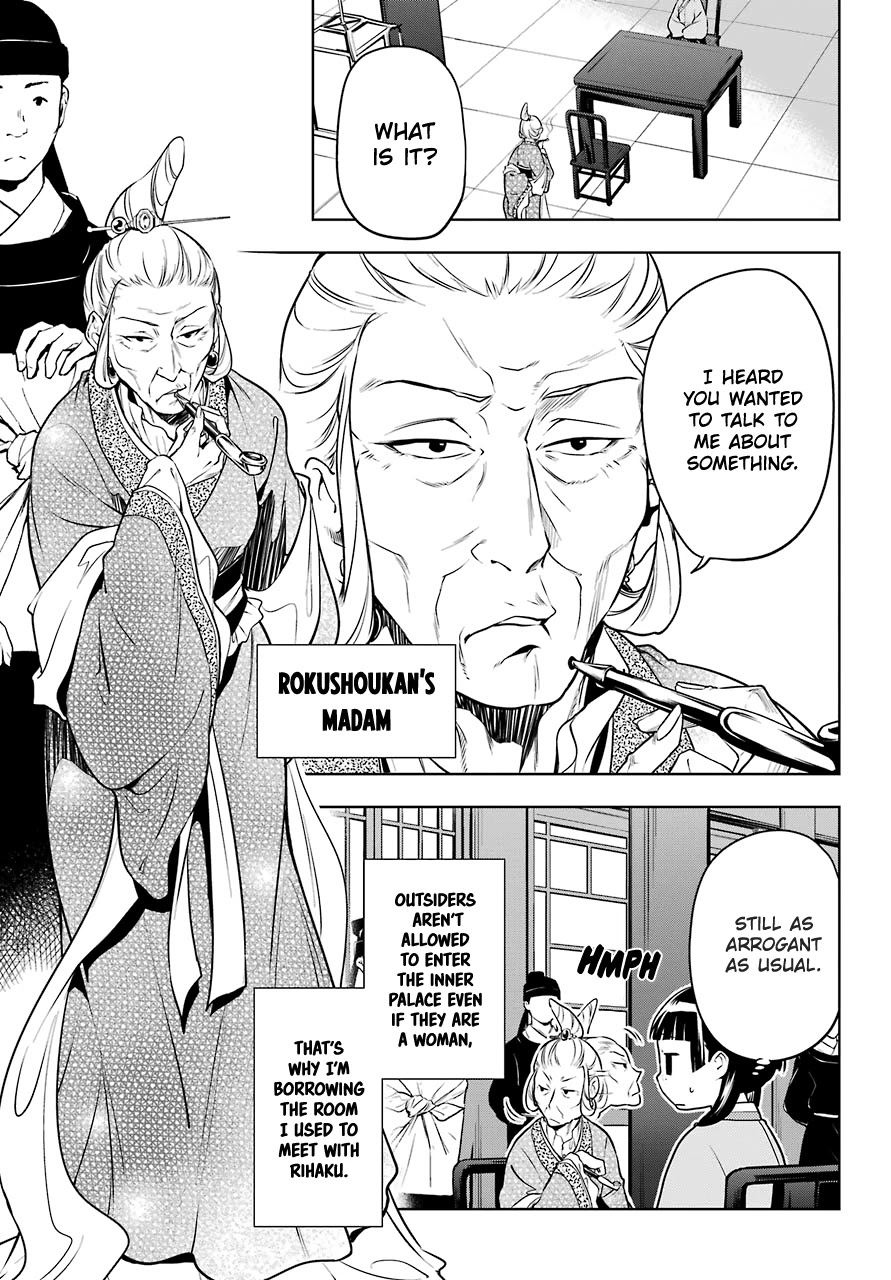 WHAT
IS IT?
I HEARD
YOU WANTED
TO TALK TO
ME ABOUT
SOMETHING.
ROKUSHOUKAN'S
MADAM
STILL AS
ARROGANT
AS USUAL.
HMPH
OUTSIDERS
AREN'T
ALLOWED
TO ENTER
THE INNER
PALACE EVEN
IF THEY ARE
A WOMAN,
THAT'S
WHY I'M
BORROWING
THE ROOM
I USED TO
MEET WITH
RIHAKU.